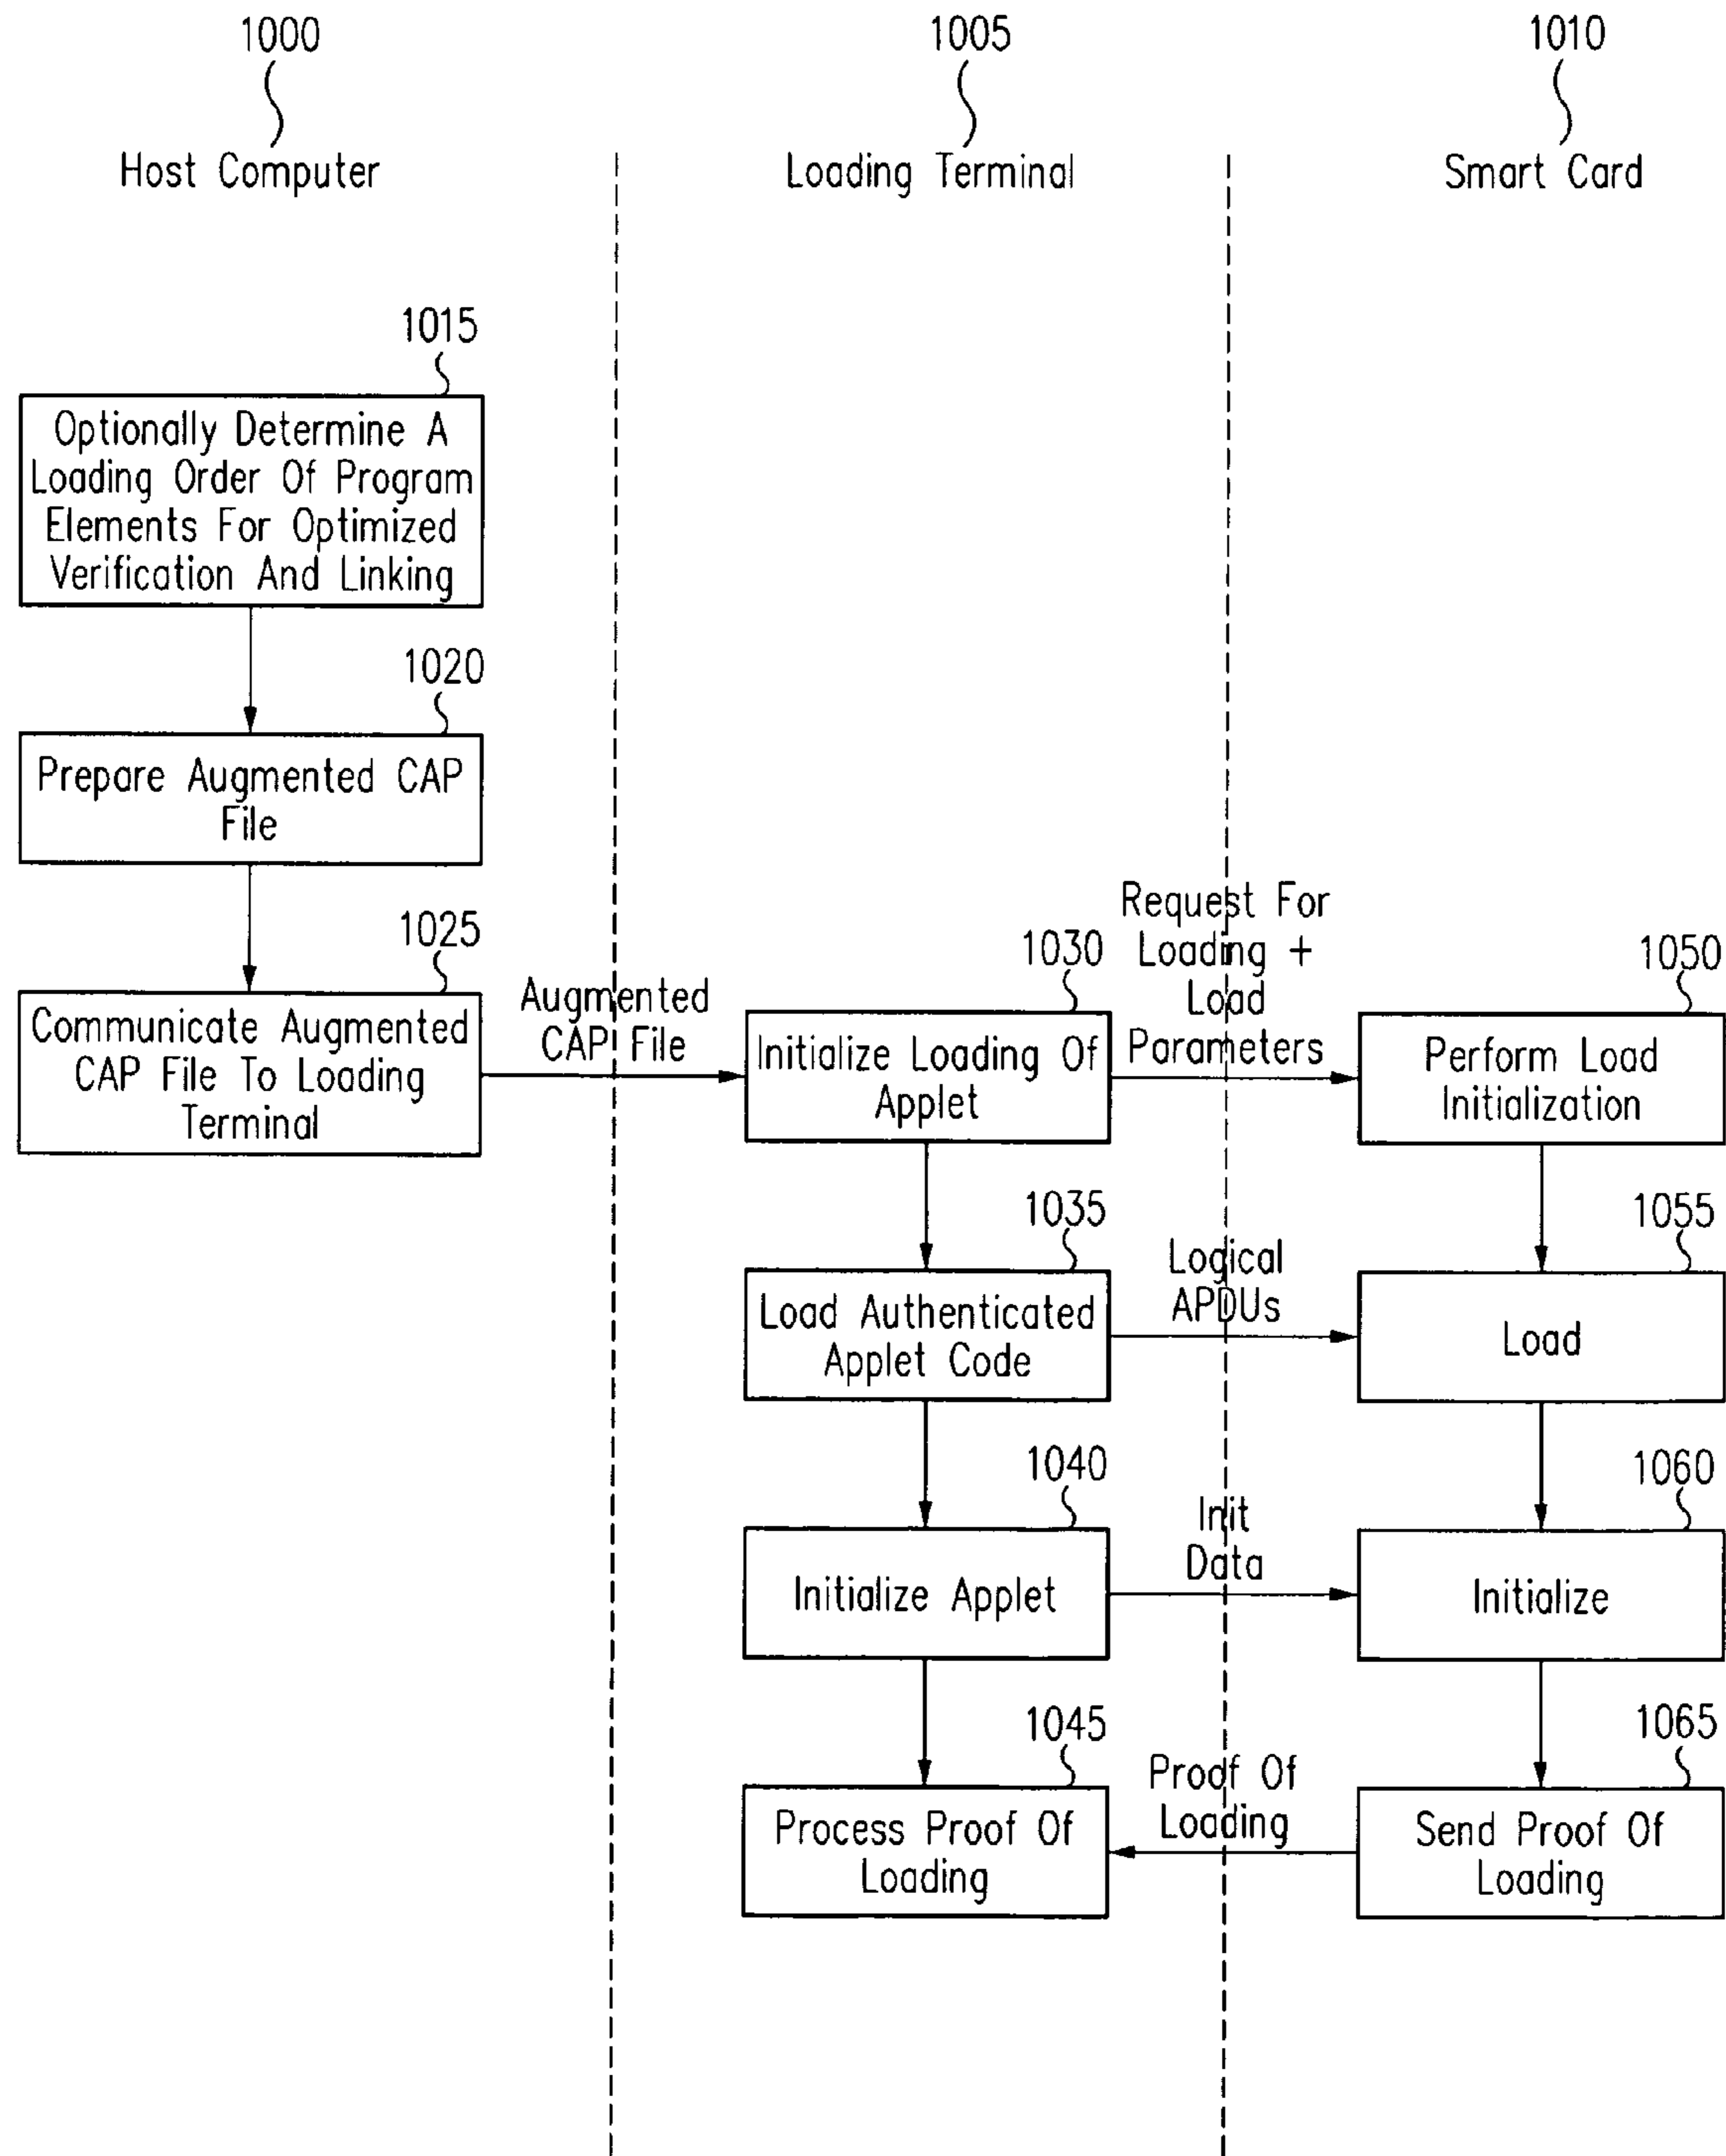 1000
1005
1010
Host Computer
Loading Terminal
Smart Card
1015
Optionally Determine A
Loading Order Of Program
Elements For Optimized
Verification And Linking
1020
Prepare Augmented CAP
File
1025
Communicate Augmented
CAP File To Loading
Terminal
Augmented
CAP File
1030
Initialize Loading Of
Applet
Request For
Loading +
Load
Parameters
1050
Perform Load
Initialization
1035
Load Authenticated
Applet Code
Logical
APDUs
1055
Load
1040
Initialize Applet
Init
Data
1060
Initialize
1045
Process Proof Of
Loading
Proof Of
Loading
1065
Send Proof Of
Loading